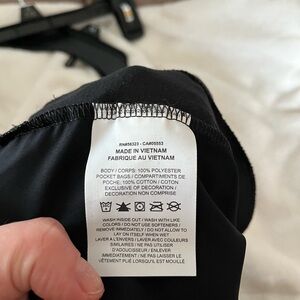 RN#56323 - CA#05553
MADE IN VIETNAM
FABRIQUÉ AU VIETNAM
BODY / CORPS: 100% POLYESTER
POCKET BAGS / COMPARTIMENTS DE
POCHE: 100% COTTON / COTON
EXCLUSIVE OF DECORATION /
DECORATION NON COMPRISE
WASH INSIDE OUT / WASH WITH LIKE
COLORS / DO NOT USE SOFTENERS /
REMOVE IMMEDIATELY / DO NOT ALLOW TO
LAY ON ITSELF WHEN WET
LAVER À L'ENVERS / LAVER AVEC COULEURS
SIMILAIRES / NE PAS UTILISER
D'ADOUCISSEUR / ENLEVER
IMMÉDIATEMENT / NE PAS LAISSER LE
VÊTEMENT PLIÉ LORSQU'IL EST MOUILLÉ